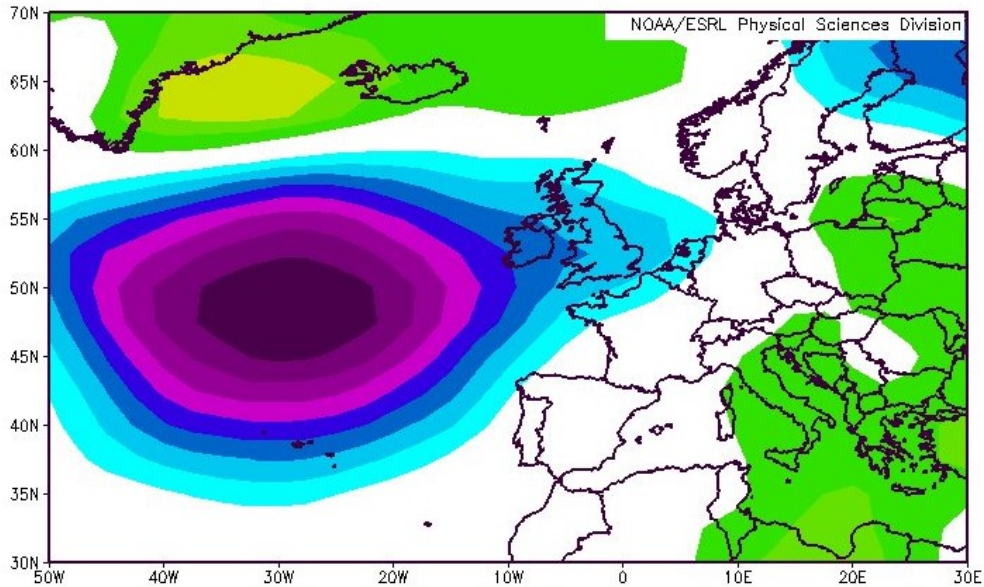 NOAA/ESRL Physical Sciences Division
70N
65N
60N
55N
50N
45N
40N
35N
30N
50W 40W 30W 20W 10W 0 10E 20E 30E